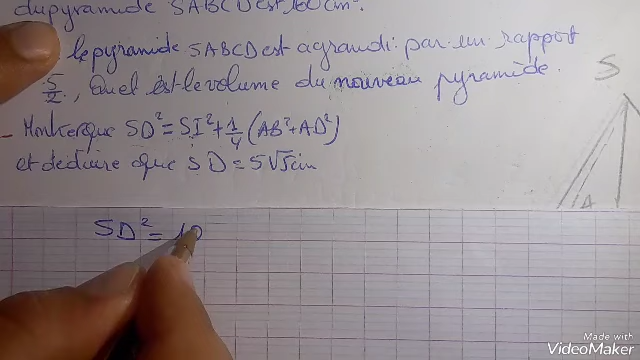 du pyramide SABCD est 160 cm³.
le pyramide SABCD est agrandi par un rapport
5/2, Quel est le volume du nouveau pyramide.
- Montrer que SD² = SI² + 1/4 (AB² + AD²)
et déduire que SD = 5√5 cm
S
A
SD² = 10
Made with
VideoMaker